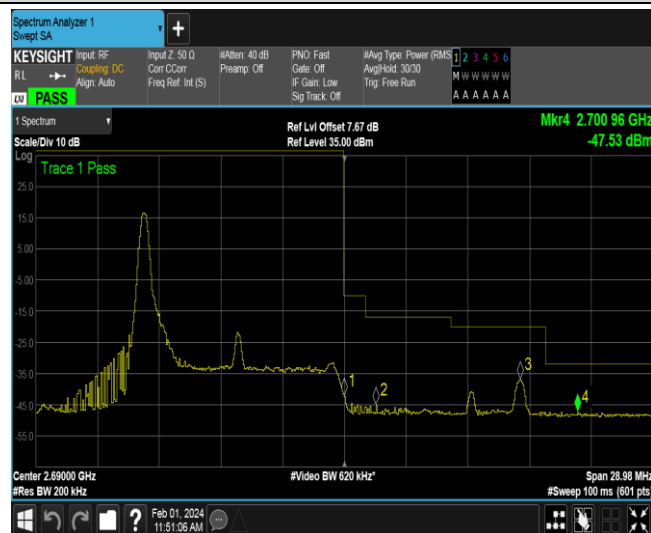 Spectrum Analyzer 1
Swept SA
+
KEYSIGHT Input: RF Input Z: 50 Ω #Atten: 40 dB PNO: Fast #Avg Type: Power (RMS 1 2 3 4 5 6
RL Coupling: DC Corr CCorr Preamp: Off Gate: Off Avg|Hold: 30/30 M W W W W W
Align: Auto Freq Ref: Int (S) IF Gain: Low Trig: Free Run
LXI PASS Sig Track: Off A A A A A A
1 Spectrum Ref Lvl Offset 7.67 dB Mkr4 2.700 96 GHz
Scale/Div 10 dB Ref Level 35.00 dBm -47.53 dBm
Log
Trace 1 Pass
25.0
15.0
5.00
-5.00
-15.0
-25.0
3
-35.0
1
2
4
-45.0
-55.0
Center 2.69000 GHz #Video BW 620 kHz* Span 28.98 MHz
#Res BW 200 kHz #Sweep 100 ms (601 pts
? Feb 01, 2024
11:51:06 AM